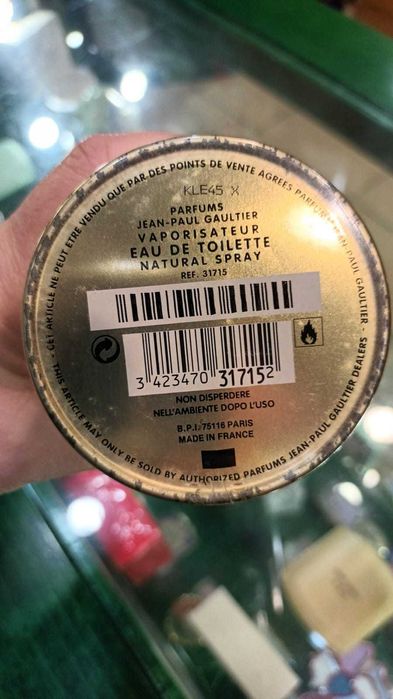 KLE45 X
CET ARTICLE NE PEUT ETRE VENDU QUE PAR DES POINTS DE VENTE AGREES PARFUMS JEAN-PAUL GAULTIER
PARFUMS
JEAN-PAUL GAULTIER
VAPORISATEUR
EAU DE TOILETTE
NATURAL SPRAY
REF. 31715
3 423470 317152
NON DISPERDERE
NELL'AMBIENTE DOPO L'USO
B.P.I. 75116 PARIS
MADE IN FRANCE
THIS ARTICLE MAY ONLY BE SOLD BY AUTHORIZED PARFUMS JEAN-PAUL GAULTIER DEALERS